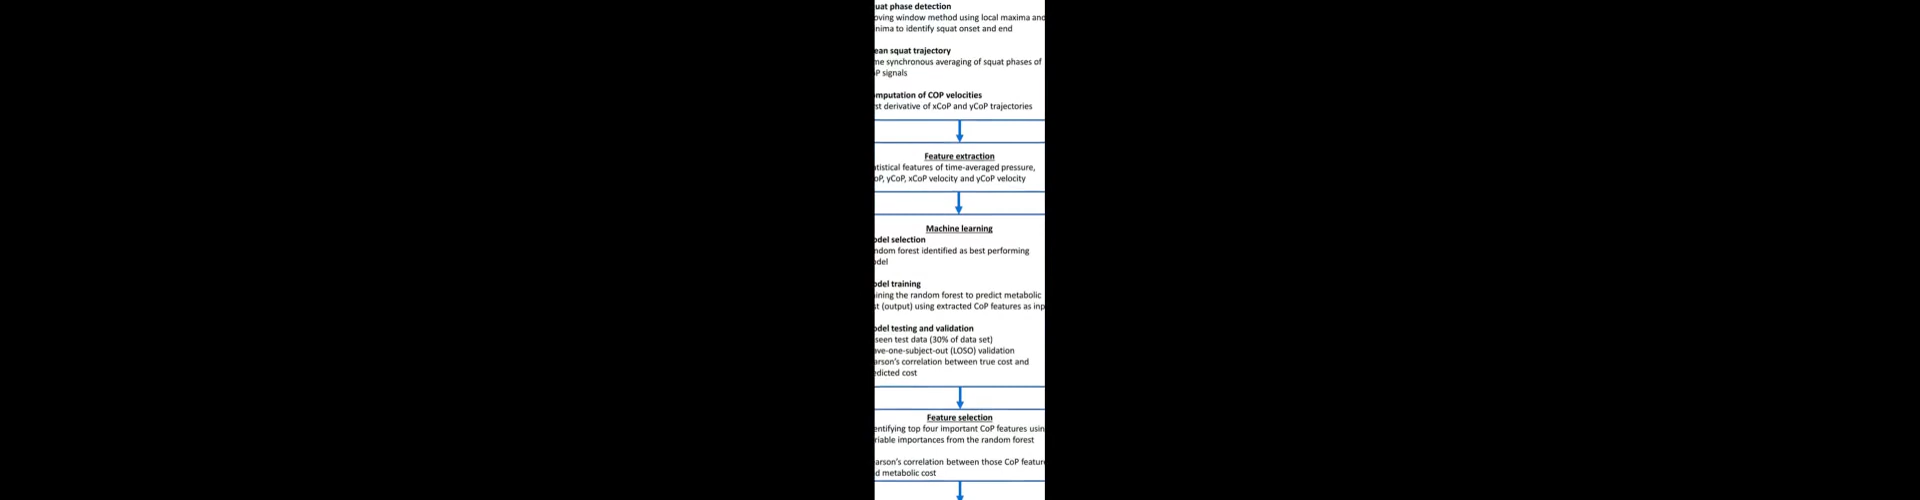 uat phase detection
oving window method using local maxima and
nima to identify squat onset and end
ean squat trajectory
me synchronous averaging of squat phases of
P signals
mputation of COP velocities
st derivative of xCoP and yCoP trajectories
Feature extraction
tistical features of time-averaged pressure,
oP, yCoP, xCoP velocity and yCoP velocity
Machine learning
odel selection
ndom forest identified as best performing
odel
odel training
ining the random forest to predict metabolic
st (output) using extracted CoP features as inp
odel testing and validation
seen test data (30% of data set)
ave-one-subject-out (LOSO) validation
arson's correlation between true cost and
edicted cost
Feature selection
entifying top four important CoP features usin
riable importances from the random forest
arson's correlation between those CoP featur
d metabolic cost